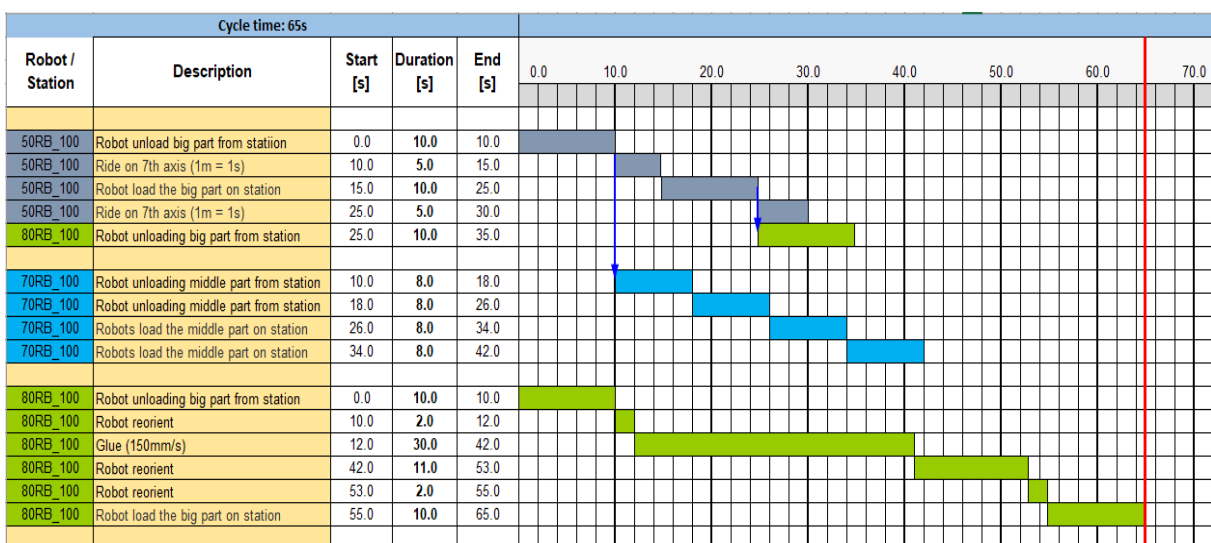 Cycle time: 65s
Robot / Station Description Start [s] Duration [s] End [s] 0.0 10.0 20.0 30.0 40.0 50.0 60.0 70.0
50RB_100 Robot unload big part from statiion 0.0 10.0 10.0
50RB_100 Ride on 7th axis (1m = 1s) 10.0 5.0 15.0
50RB_100 Robot load the big part on station 15.0 10.0 25.0
50RB_100 Ride on 7th axis (1m = 1s) 25.0 5.0 30.0
80RB_100 Robot unloading big part from station 25.0 10.0 35.0
70RB_100 Robot unloading middle part from station 10.0 8.0 18.0
70RB_100 Robot unloading middle part from station 18.0 8.0 26.0
70RB_100 Robots load the middle part on station 26.0 8.0 34.0
70RB_100 Robots load the middle part on station 34.0 8.0 42.0
80RB_100 Robot unloading big part from station 0.0 10.0 10.0
80RB_100 Robot reorient 10.0 2.0 12.0
80RB_100 Glue (150mm/s) 12.0 30.0 42.0
80RB_100 Robot reorient 42.0 11.0 53.0
80RB_100 Robot reorient 53.0 2.0 55.0
80RB_100 Robot load the big part on station 55.0 10.0 65.0